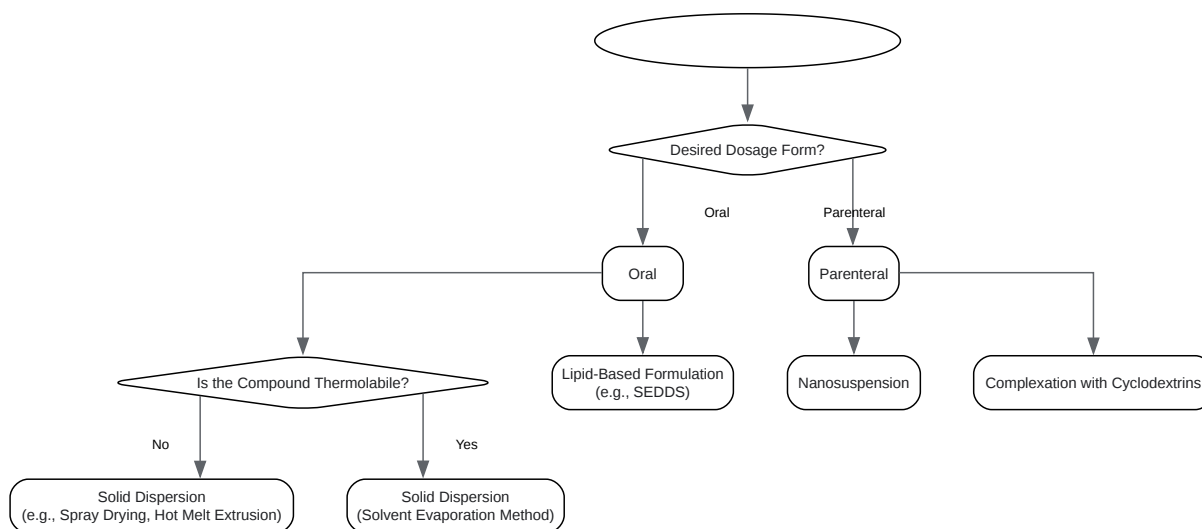 Desired Dosage Form?
Oral
Parenteral
Oral
Parenteral
Is the Compound Thermolabile?
Lipid-Based Formulation
(e.g., SEDDS)
Nanosuspension
Complexation with Cyclodextrins
No
Yes
Solid Dispersion
(e.g., Spray Drying, Hot Melt Extrusion)
Solid Dispersion
(Solvent Evaporation Method)